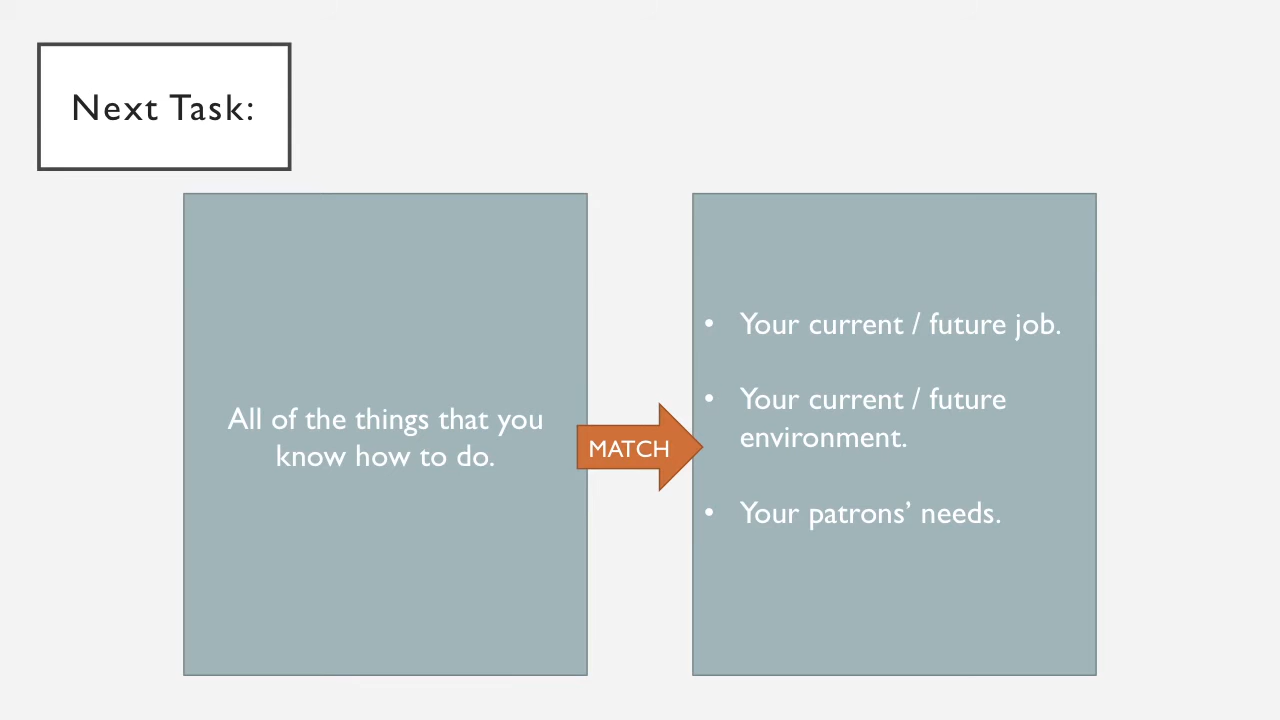 Next Task:
All of the things that you
know how to do.
MATCH
• Your current / future job.
• Your current / future
environment.
• Your patrons’ needs.